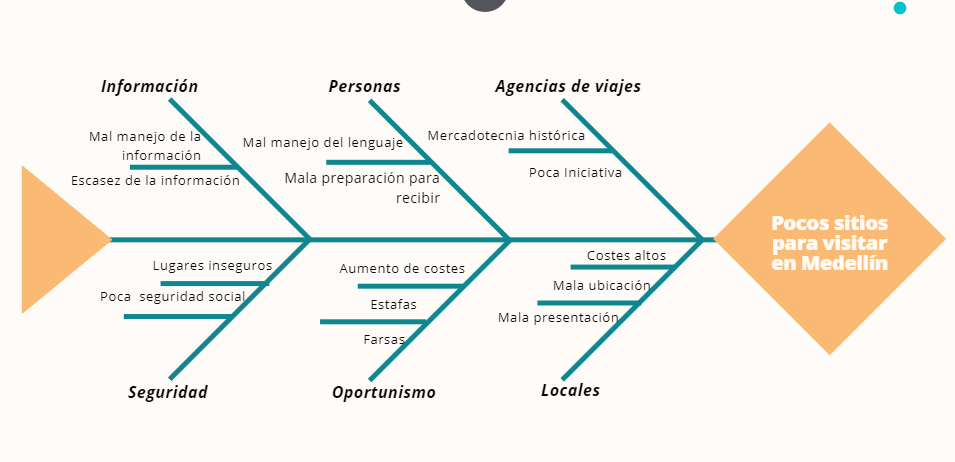 Información
Mal manejo de la
información
Escasez de la información
Personas
Mal manejo del lenguaje
Mala preparación para
recibir
Agencias de viajes
Mercadotecnia histórica
Poca Iniciativa
Pocos sitios
para visitar
en Medellín
Lugares inseguros
Poca seguridad social
Seguridad
Aumento de costes
Estafas
Farsas
Oportunismo
Costes altos
Mala ubicación
Mala presentación
Locales